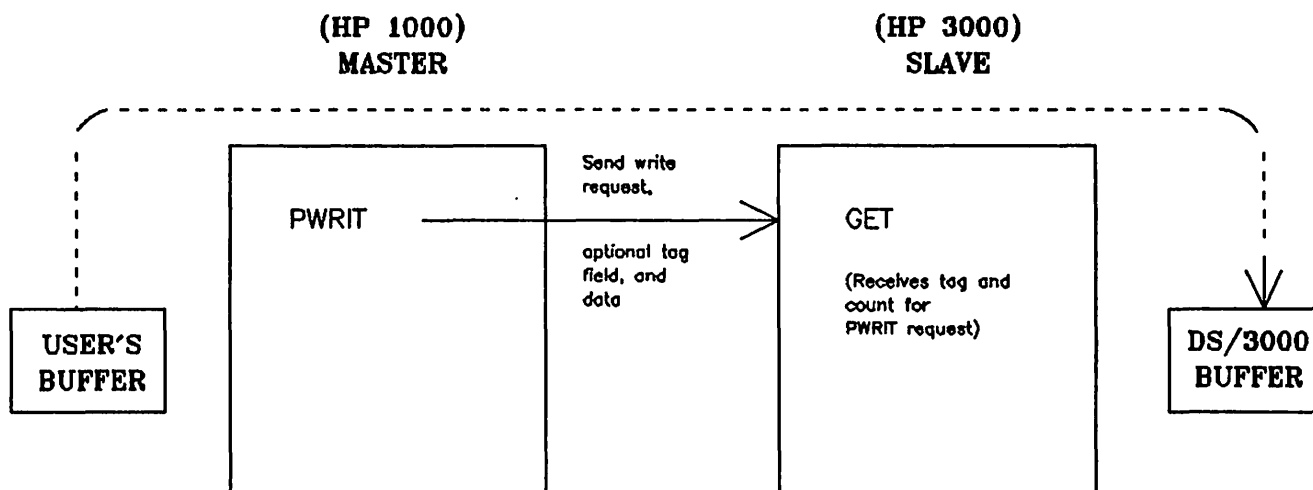 (HP 1000)
MASTER
(HP 3000)
SLAVE
Send write
request,
PWRIT
GET
optional tag
field, and
data
(Receives tag and
count for
PWRIT request)
USER'S
BUFFER
DS/3000
BUFFER